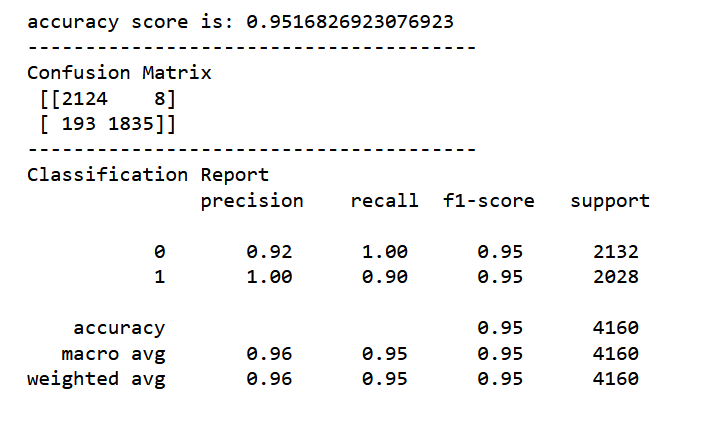 accuracy score is: 0.9516826923076923
---------------------------------------
Confusion Matrix
 [[2124    8]
 [ 193 1835]]
---------------------------------------
Classification Report
               precision    recall  f1-score   support

           0       0.92      1.00      0.95      2132
           1       1.00      0.90      0.95      2028

    accuracy                           0.95      4160
   macro avg       0.96      0.95      0.95      4160
weighted avg       0.96      0.95      0.95      4160